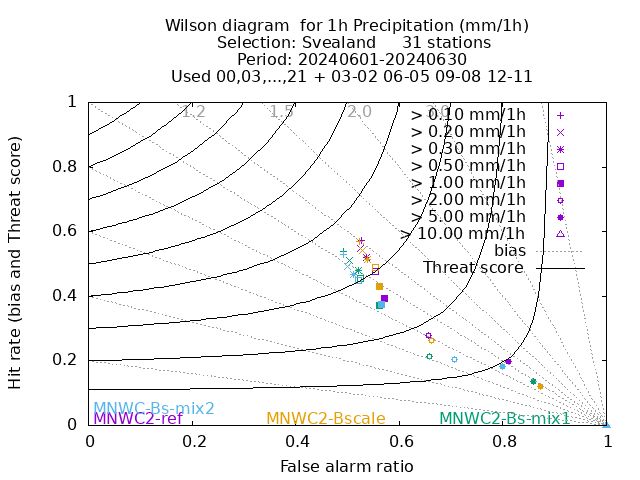 Wilson diagram  for 1h Precipitation (mm/1h)
Selection: Svealand     31 stations
Period: 20240601-20240630
Used 00,03,...,21 + 03-02 06-05 09-08 12-11
Hit rate (bias and Threat score)
1
0.8
0.6
0.4
0.2
0
1.2 1.5 2.0 3.0
> 0.10 mm/1h
> 0.20 mm/1h
> 0.30 mm/1h
> 0.50 mm/1h
> 1.00 mm/1h
> 2.00 mm/1h
> 5.00 mm/1h
> 10.00 mm/1h
bias
Threat score
MNWC-Bs-mix2
MNWC2-ref MNWC2-Bscale MNWC2-Bs-mix1
0 0.2 0.4 0.6 0.8 1
False alarm ratio